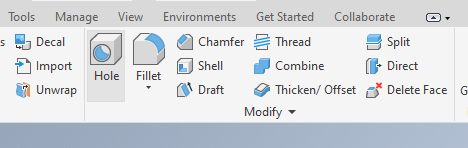 Tools Manage View Environments Get Started Collaborate
s Decal Chamfer Thread Split
Import Shell Combine Direct
Unwrap Hole Fillet Draft Thicken/ Offset Delete Face
G
Modify